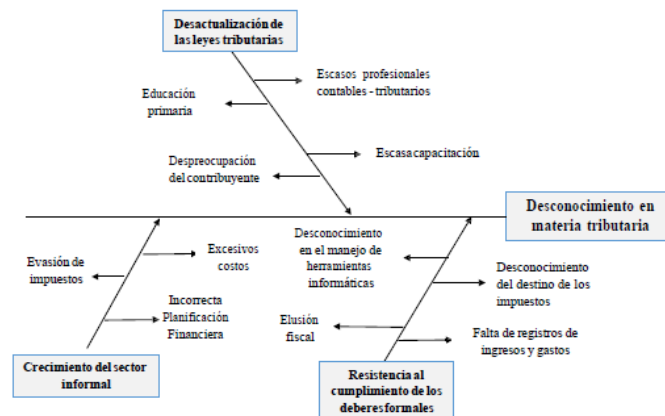 Desactualización de
las leyes tributarias
Escasos profesionales
contables - tributarios
Educación
primaria
Escasa capacitación
Despreocupación
del contribuyente
Desconocimiento en
materia tributaria
Desconocimiento
en el manejo de
herramientas
informáticas
Excesivos
costos
Evasión de
impuestos
Desconocimiento
del destino de los
impuestos
Incorrecta
Planificación
Financiera
Elusión
fiscal
Falta de registros de
ingresos y gastos
Crecimiento del sector
informal
Resistencia al
cumplimiento de los
deberes formales